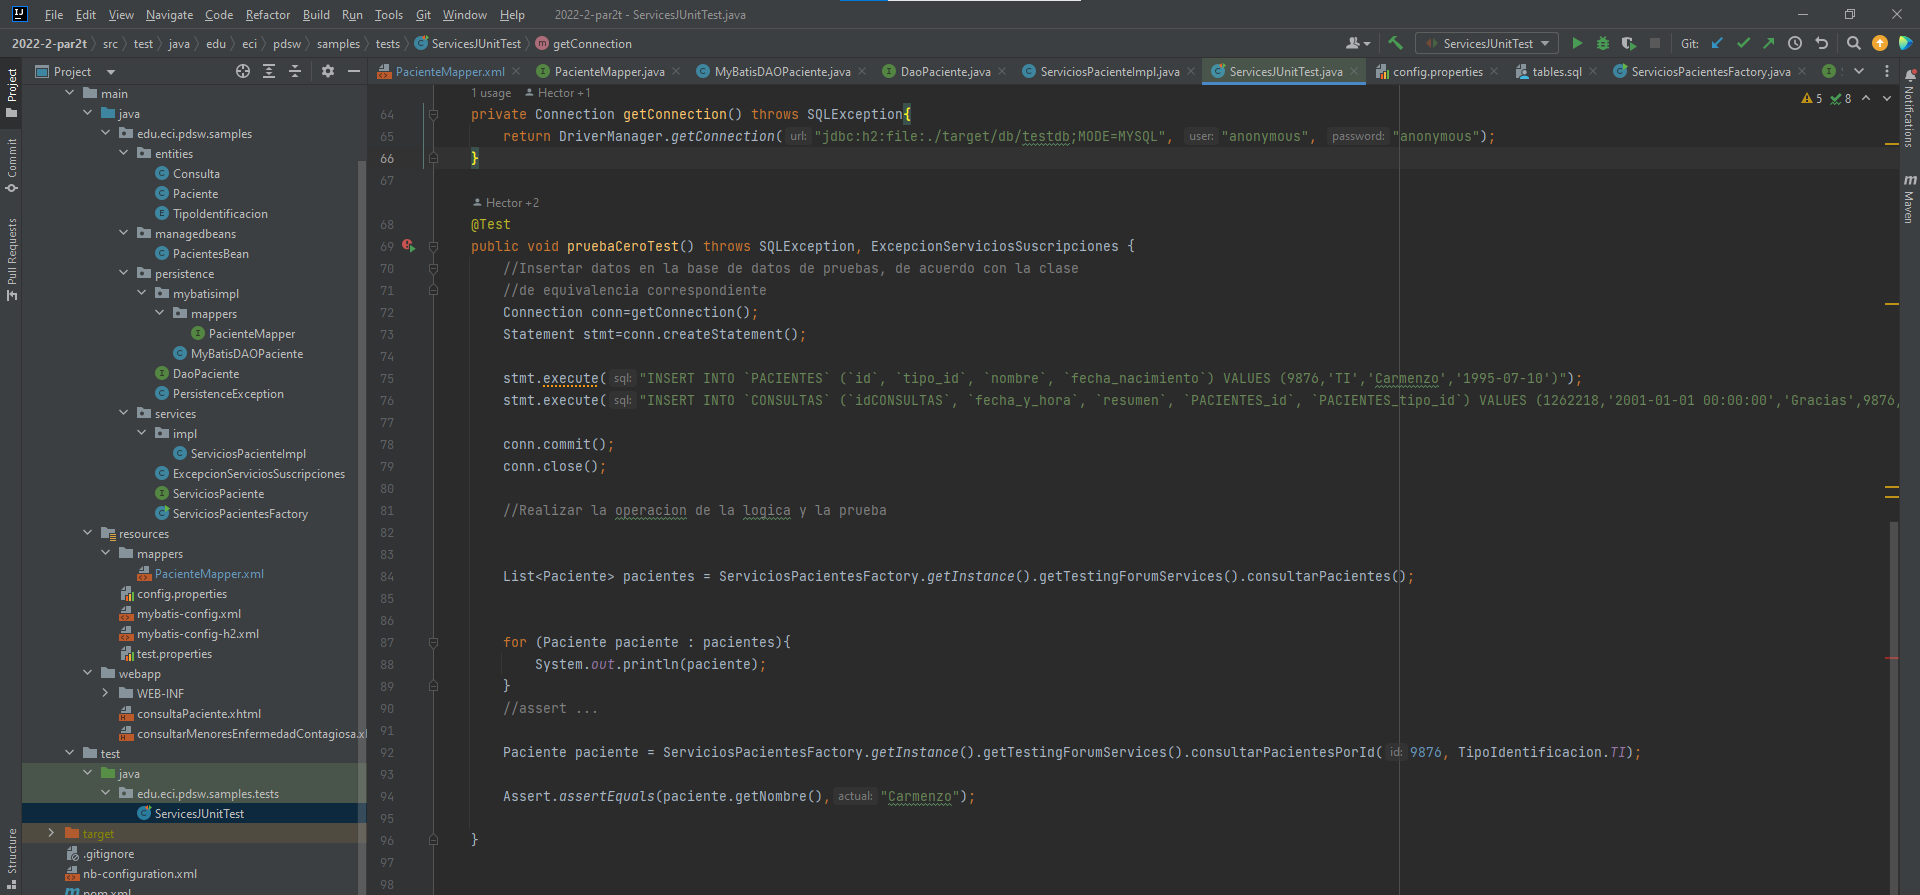 File Edit View Navigate Code Refactor Build Run Tools Git Window Help 2022-2-par2t - ServicesJUnitTest.java
2022-2-par2t src test java edu eci pdsw samples tests ServicesJUnitTest getConnection ServicesJUnitTest Git:
Project PacienteMapper.xml PacienteMapper.java MyBatisDAOPaciente.java DaoPaciente.java ServiciosPacienteImpl.java ServicesJUnitTest.java config.properties tables.sql ServiciosPacientesFactory.java
Project
Commit
Pull Requests
Structure
Notifications
Maven
main
java
edu.eci.pdsw.samples
entities
Consulta
Paciente
TipoIdentificacion
managedbeans
PacientesBean
persistence
mybatisimpl
mappers
PacienteMapper
MyBatisDAOPaciente
DaoPaciente
PersistenceException
services
impl
ServiciosPacienteImpl
ExcepcionServiciosSuscripciones
ServiciosPaciente
ServiciosPacientesFactory
resources
mappers
PacienteMapper.xml
config.properties
mybatis-config.xml
mybatis-config-h2.xml
test.properties
webapp
WEB-INF
consultaPaciente.xhtml
consultarMenoresEnfermedadContagiosa.xl
test
java
edu.eci.pdsw.samples.tests
ServicesJUnitTest
target
.gitignore
nb-configuration.xml
pom.xml
1 usage Hector +1
5 8
64 private Connection getConnection() throws SQLException{
65 return DriverManager.getConnection( url: "jdbc:h2:file:./target/db/testdb;MODE=MYSQL", user: "anonymous", password: "anonymous");
66 }
67
Hector +2
68 @Test
69 public void pruebaCeroTest() throws SQLException, ExcepcionServiciosSuscripciones {
70 //Insertar datos en la base de datos de pruebas, de acuerdo con la clase
71 //de equivalencia correspondiente
72 Connection conn=getConnection();
73 Statement stmt=conn.createStatement();
74
75 stmt.execute( sql: "INSERT INTO `PACIENTES` (`id`, `tipo_id`, `nombre`, `fecha_nacimiento`) VALUES (9876,'TI','Carmenzo','1995-07-10')");
76 stmt.execute( sql: "INSERT INTO `CONSULTAS` (`idCONSULTAS`, `fecha_y_hora`, `resumen`, `PACIENTES_id`, `PACIENTES_tipo_id`) VALUES (1262218,'2001-01-01 00:00:00','Gracias',9876,
77
78 conn.commit();
79 conn.close();
80
81 //Realizar la operacion de la logica y la prueba
82
83
84 List<Paciente> pacientes = ServiciosPacientesFactory.getInstance().getTestingForumServices().consultarPacientes();
85
86
87 for (Paciente paciente : pacientes){
88 System.out.println(paciente);
89 }
90 //assert ...
91
92 Paciente paciente = ServiciosPacientesFactory.getInstance().getTestingForumServices().consultarPacientesPorId( id: 9876, TipoIdentificacion.TI);
93
94 Assert.assertEquals(paciente.getNombre(), actual: "Carmenzo");
95
96 }
97
98